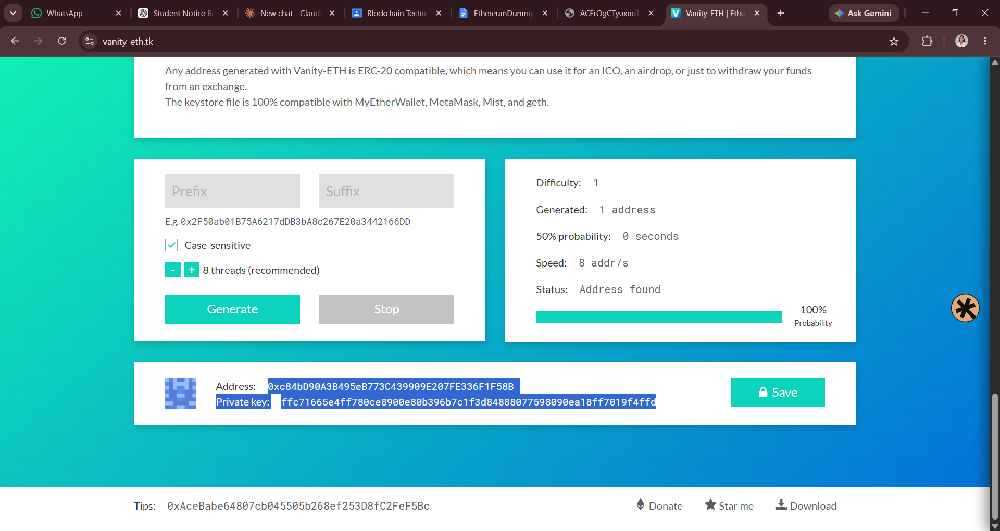 WhatsApp
Student Notice Bo
New chat - Claud
Blockchain Techno
EthereumDummy
ACFrOgCTyuxnoT
Vanity-ETH | Ethe
Ask Gemini
vanity-eth.tk
Any address generated with Vanity-ETH is ERC-20 compatible, which means you can use it for an ICO, an airdrop, or just to withdraw your funds
from an exchange.
The keystore file is 100% compatible with MyEtherWallet, MetaMask, Mist, and geth.
Prefix
Suffix
E.g. 0x2F50ab01B75A6217dDB3bA8c267E20a3442166DD
Case-sensitive
- + 8 threads (recommended)
Generate
Stop
Difficulty: 1
Generated: 1 address
50% probability: 0 seconds
Speed: 8 addr/s
Status: Address found
100%
Probability
Address: 0xc84bD90A3B495eB773C439909E207FE336F1F58B
Private key: ffc71665e4ff780ce8900e80b396b7c1f3d84888077598090ea18ff7019f4ffd
Save
Tips: 0xAceBabe64807cb045505b268ef253D8fC2FeF5Bc
Donate
Star me
Download